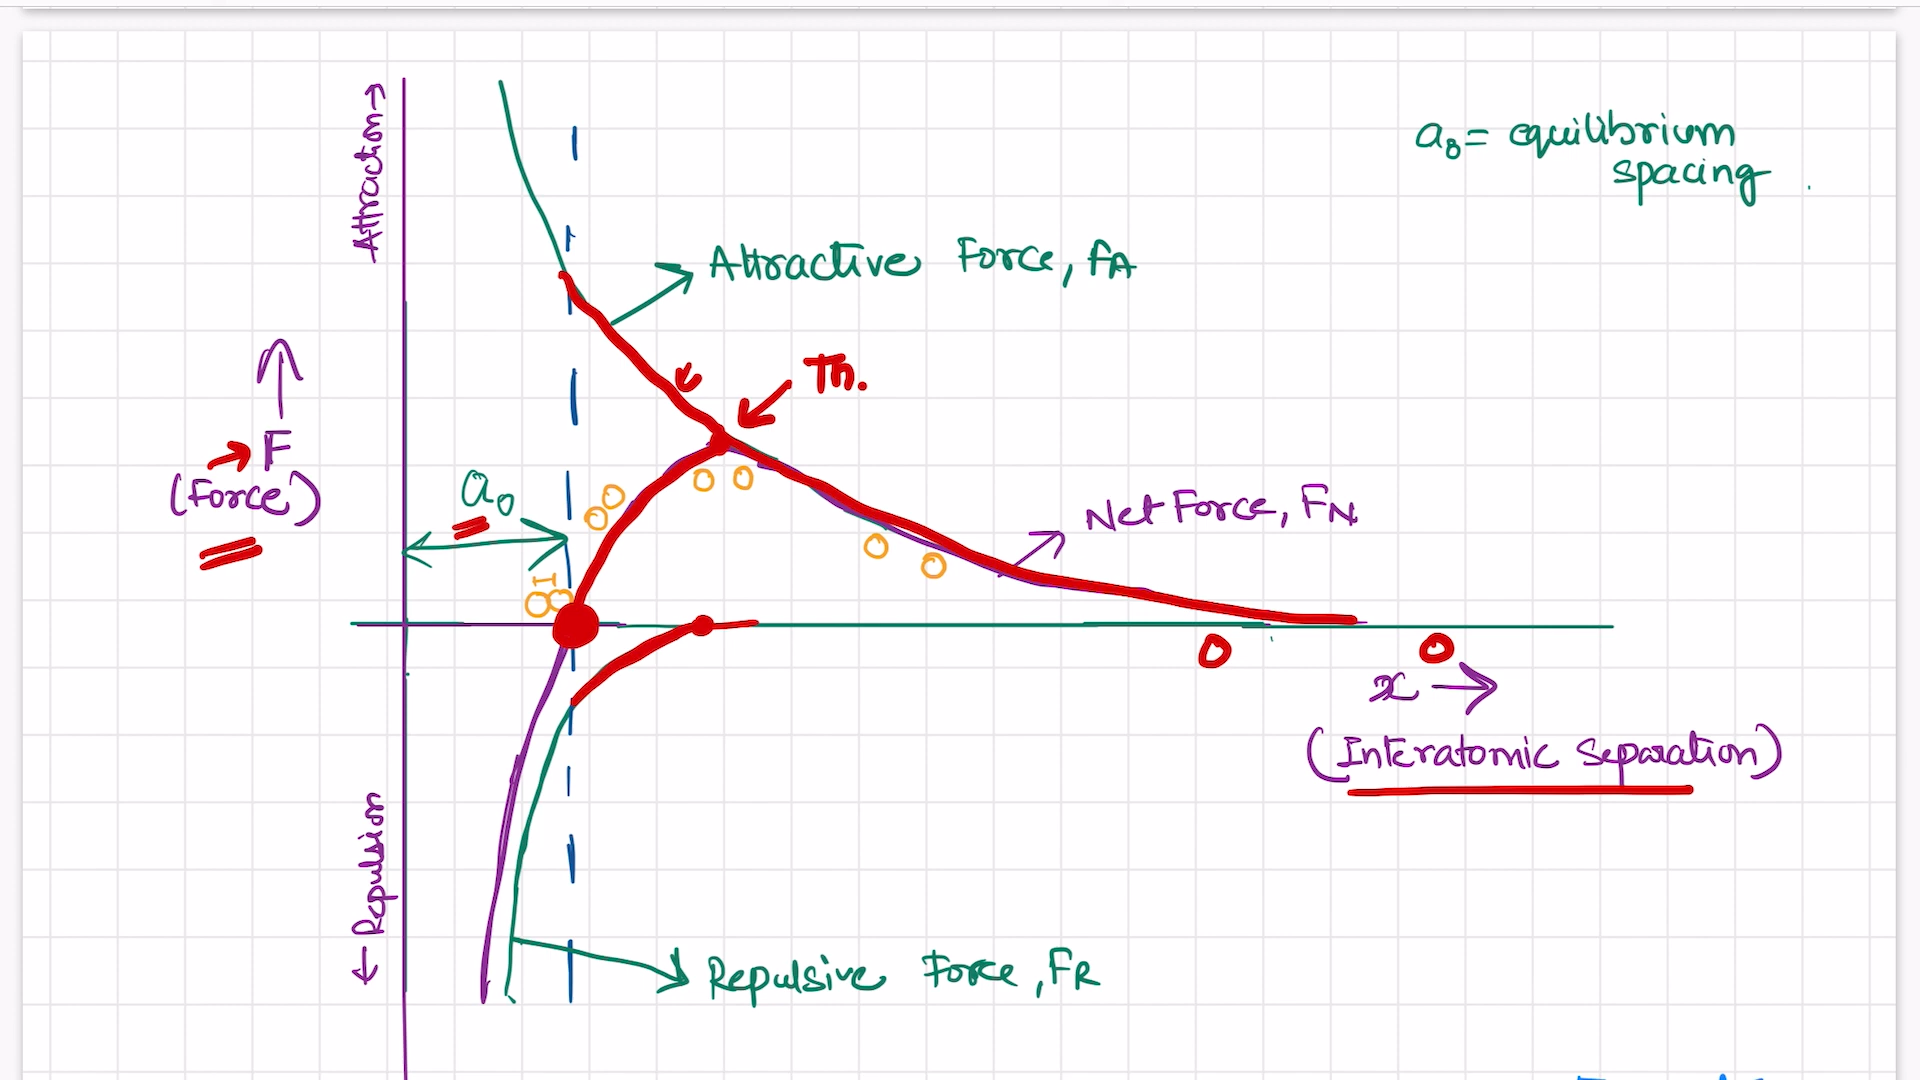 Attraction→
a₀ = equilibrium
spacing
Attractive Force, FA
Th.
F
(Force)
a₀
Net Force, FN
x →
(Interatomic Separation)
← Repulsion
Repulsive Force, FR